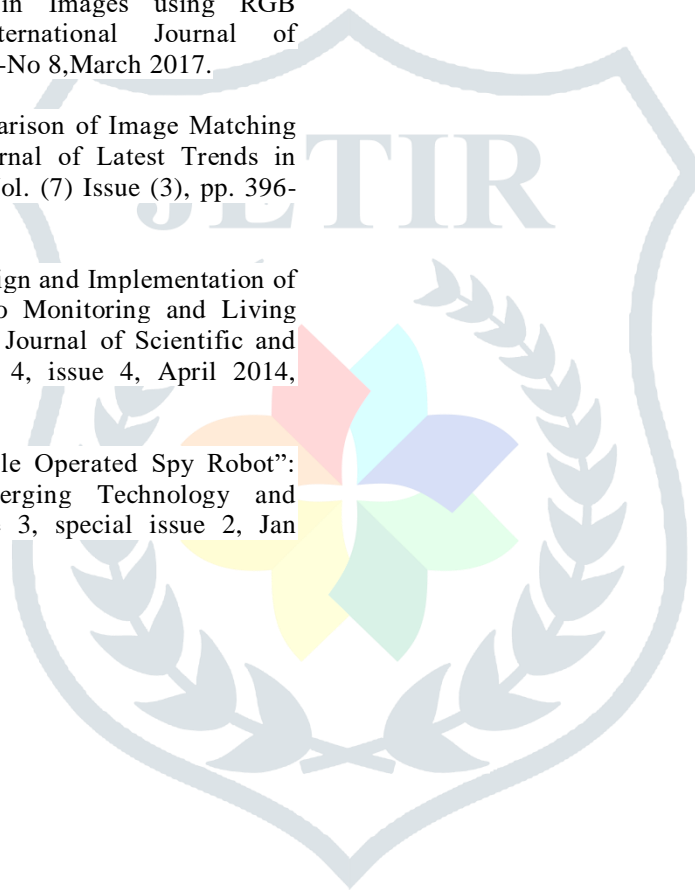 in Images using RGB
ternational Journal of
-No 8,March 2017.
arison of Image Matching
rnal of Latest Trends in
Vol. (7) Issue (3), pp. 396-
JETIR
ign and Implementation of
o Monitoring and Living
Journal of Scientific and
4, issue 4, April 2014,
le Operated Spy Robot”:
erging Technology and
3, special issue 2, Jan